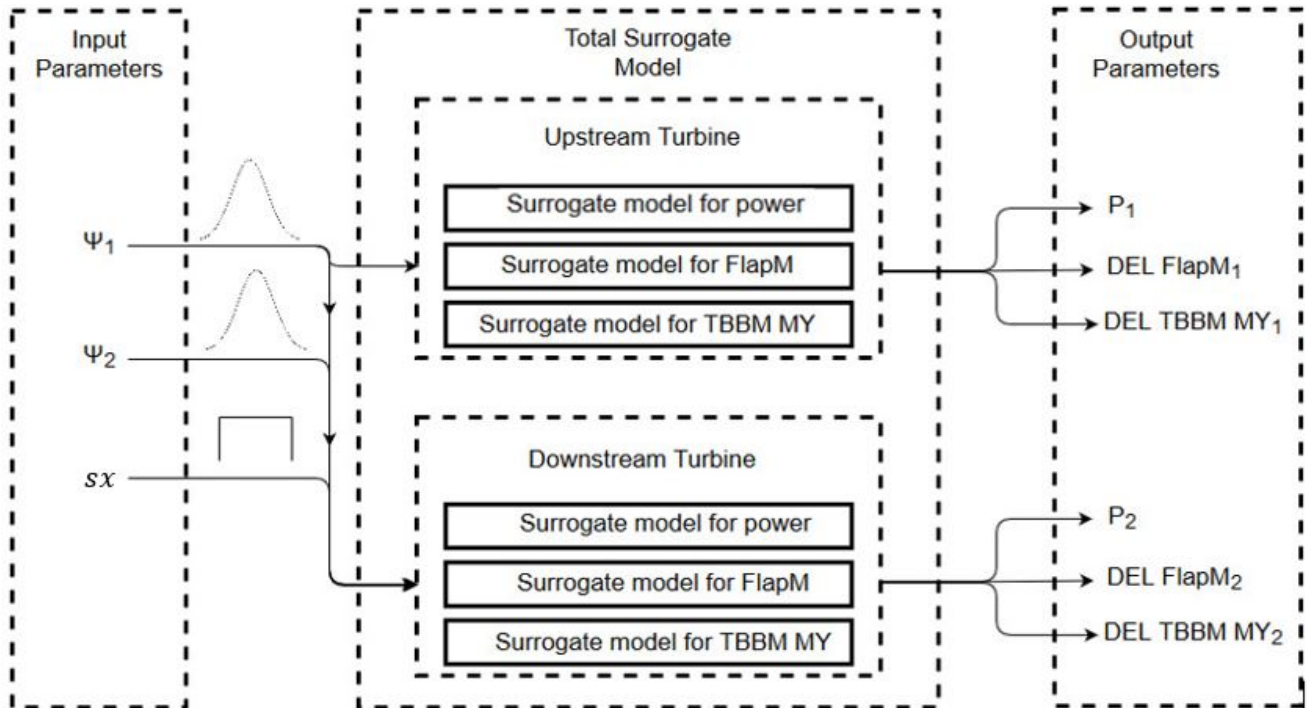 Input
Parameters
Ψ1
Ψ2
sx
Total Surrogate
Model
Upstream Turbine
Surrogate model for power
Surrogate model for FlapM
Surrogate model for TBBM MY
Downstream Turbine
Surrogate model for power
Surrogate model for FlapM
Surrogate model for TBBM MY
Output
Parameters
P1
DEL FlapM1
DEL TBBM MY1
P2
DEL FlapM2
DEL TBBM MY2